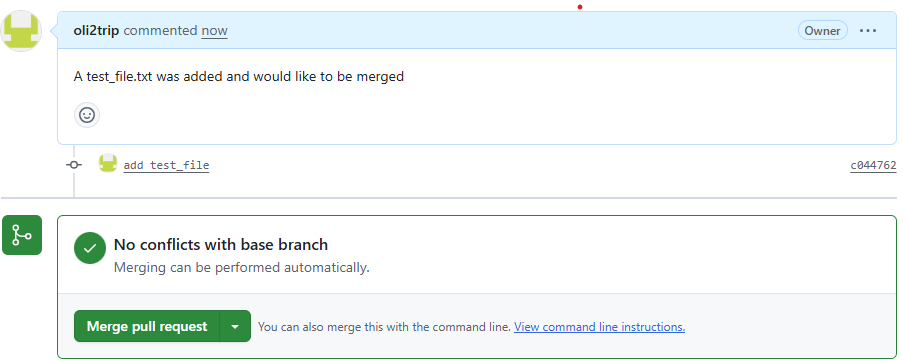 oli2trip commented now
Owner
A test_file.txt was added and would like to be merged
add test_file
c044762
No conflicts with base branch
Merging can be performed automatically.
Merge pull request
You can also merge this with the command line. View command line instructions.